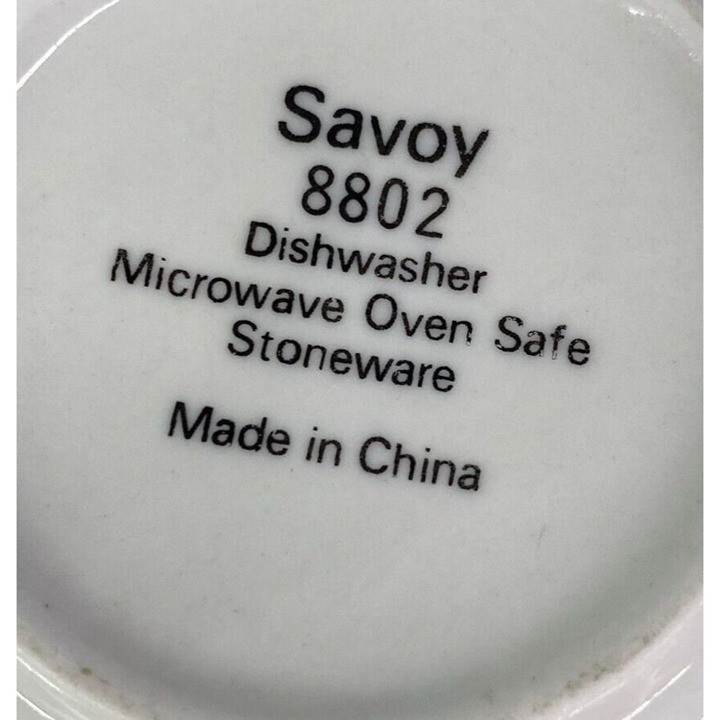 Savoy
8802
Dishwasher
Microwave Oven Safe
Stoneware
Made in China